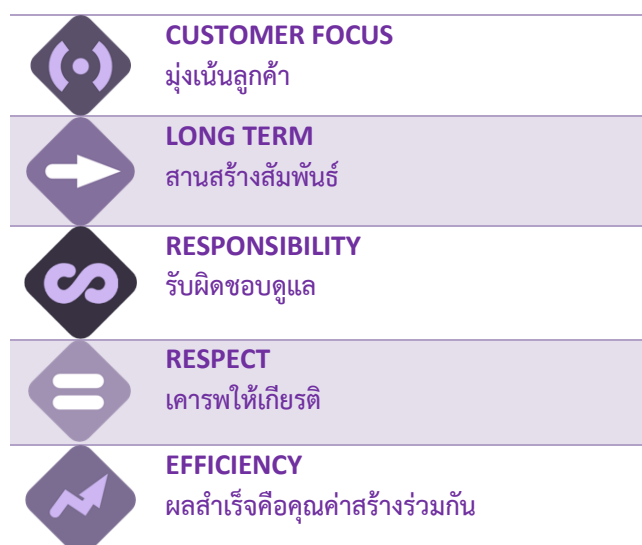 CUSTOMER FOCUS
มุ่งเน้นลูกค้า
LONG TERM
สานสร้างสัมพันธ์
RESPONSIBILITY
รับผิดชอบดูแล
RESPECT
เคารพให้เกียรติ
EFFICIENCY
ผลสำเร็จคือคุณค่าสร้างร่วมกัน